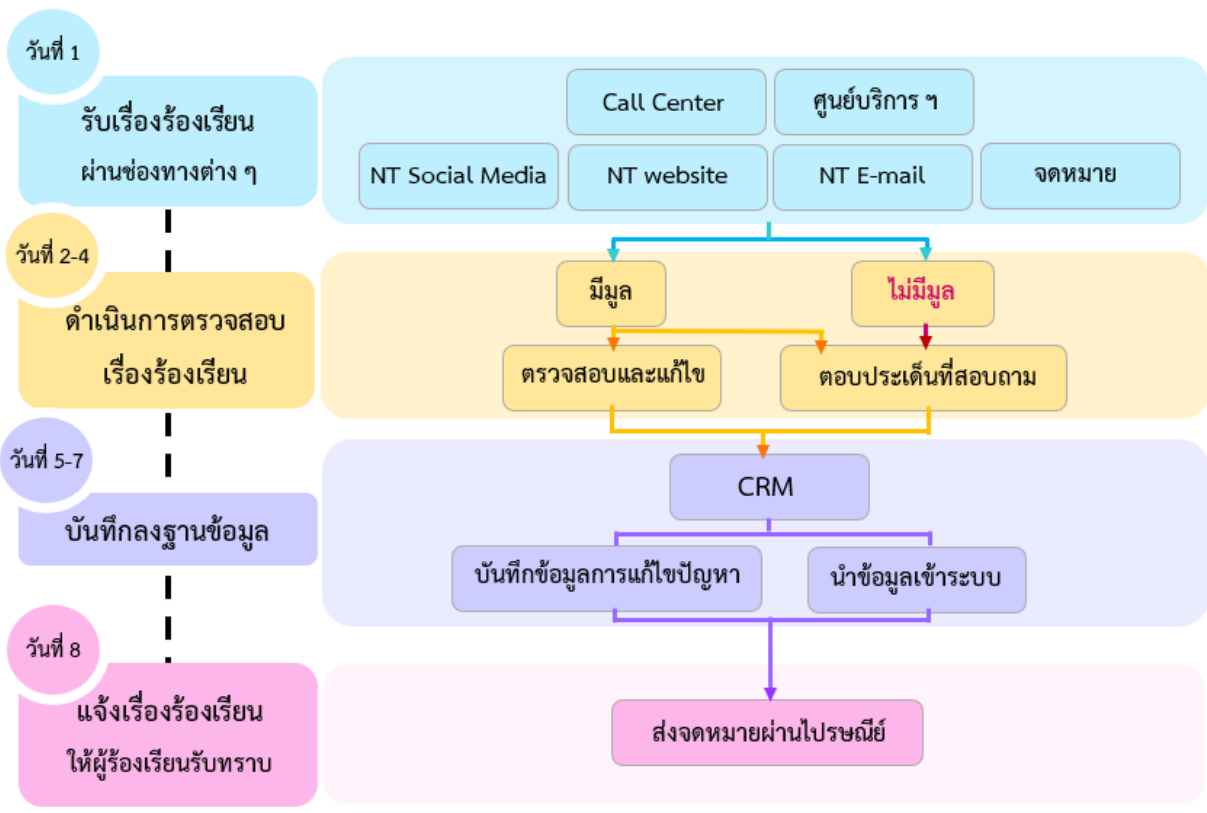 วันที่ 1
รับเรื่องร้องเรียน
ผ่านช่องทางต่าง ๆ
Call Center
ศูนย์บริการ ฯ
NT Social Media
NT website
NT E-mail
จดหมาย
วันที่ 2-4
ดำเนินการตรวจสอบ
เรื่องร้องเรียน
มีมูล
ไม่มีมูล
ตรวจสอบและแก้ไข
ตอบประเด็นที่สอบถาม
วันที่ 5-7
บันทึกลงฐานข้อมูล
CRM
บันทึกข้อมูลการแก้ไขปัญหา
นำข้อมูลเข้าระบบ
วันที่ 8
แจ้งเรื่องร้องเรียน
ให้ผู้ร้องเรียนรับทราบ
ส่งจดหมายผ่านไปรษณีย์